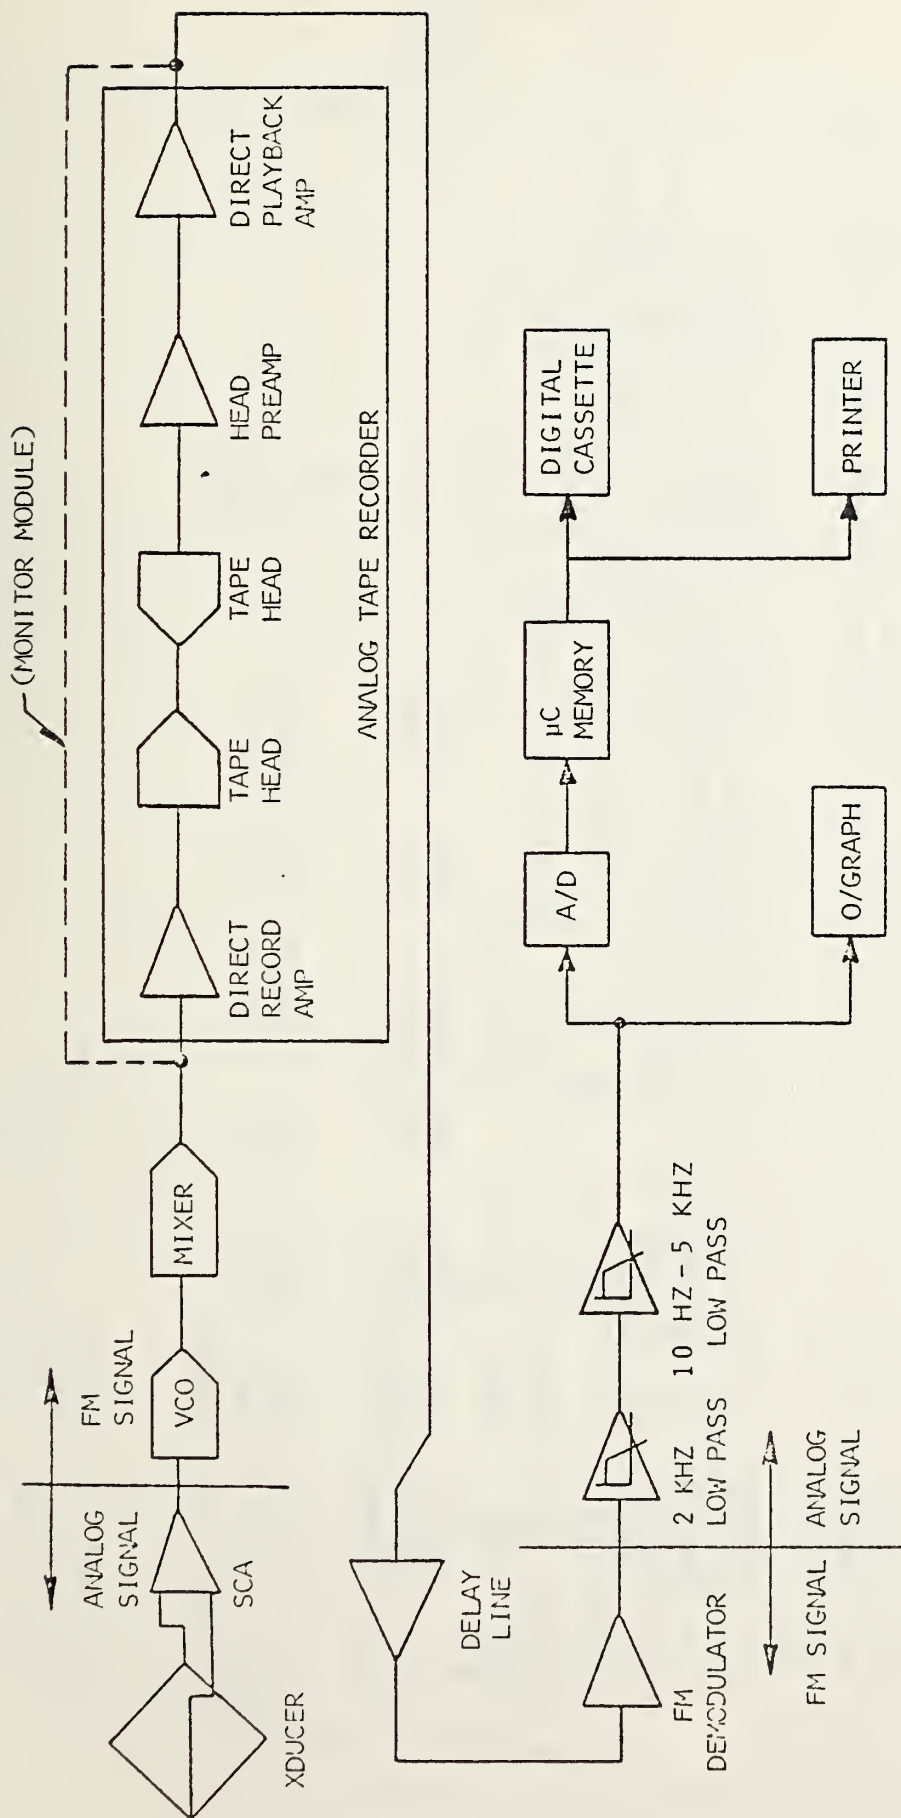 (MONITOR MODULE)
ANALOG
SIGNAL
FM
SIGNAL
XDUCER
SCA
VCO
MIXER
DIRECT
RECORD
AMP
TAPE
HEAD
TAPE
HEAD
HEAD
PREAMP
DIRECT
PLAYBACK
AMP
ANALOG TAPE RECORDER
DELAY
LINE
FM
DEMODULATOR
2 KHZ
LOW PASS
10 HZ-5 KHZ
LOW PASS
FM SIGNAL
ANALOG
SIGNAL
A/D
µC
MEMORY
DIGITAL
CASSETTE
O/GRAPH
PRINTER